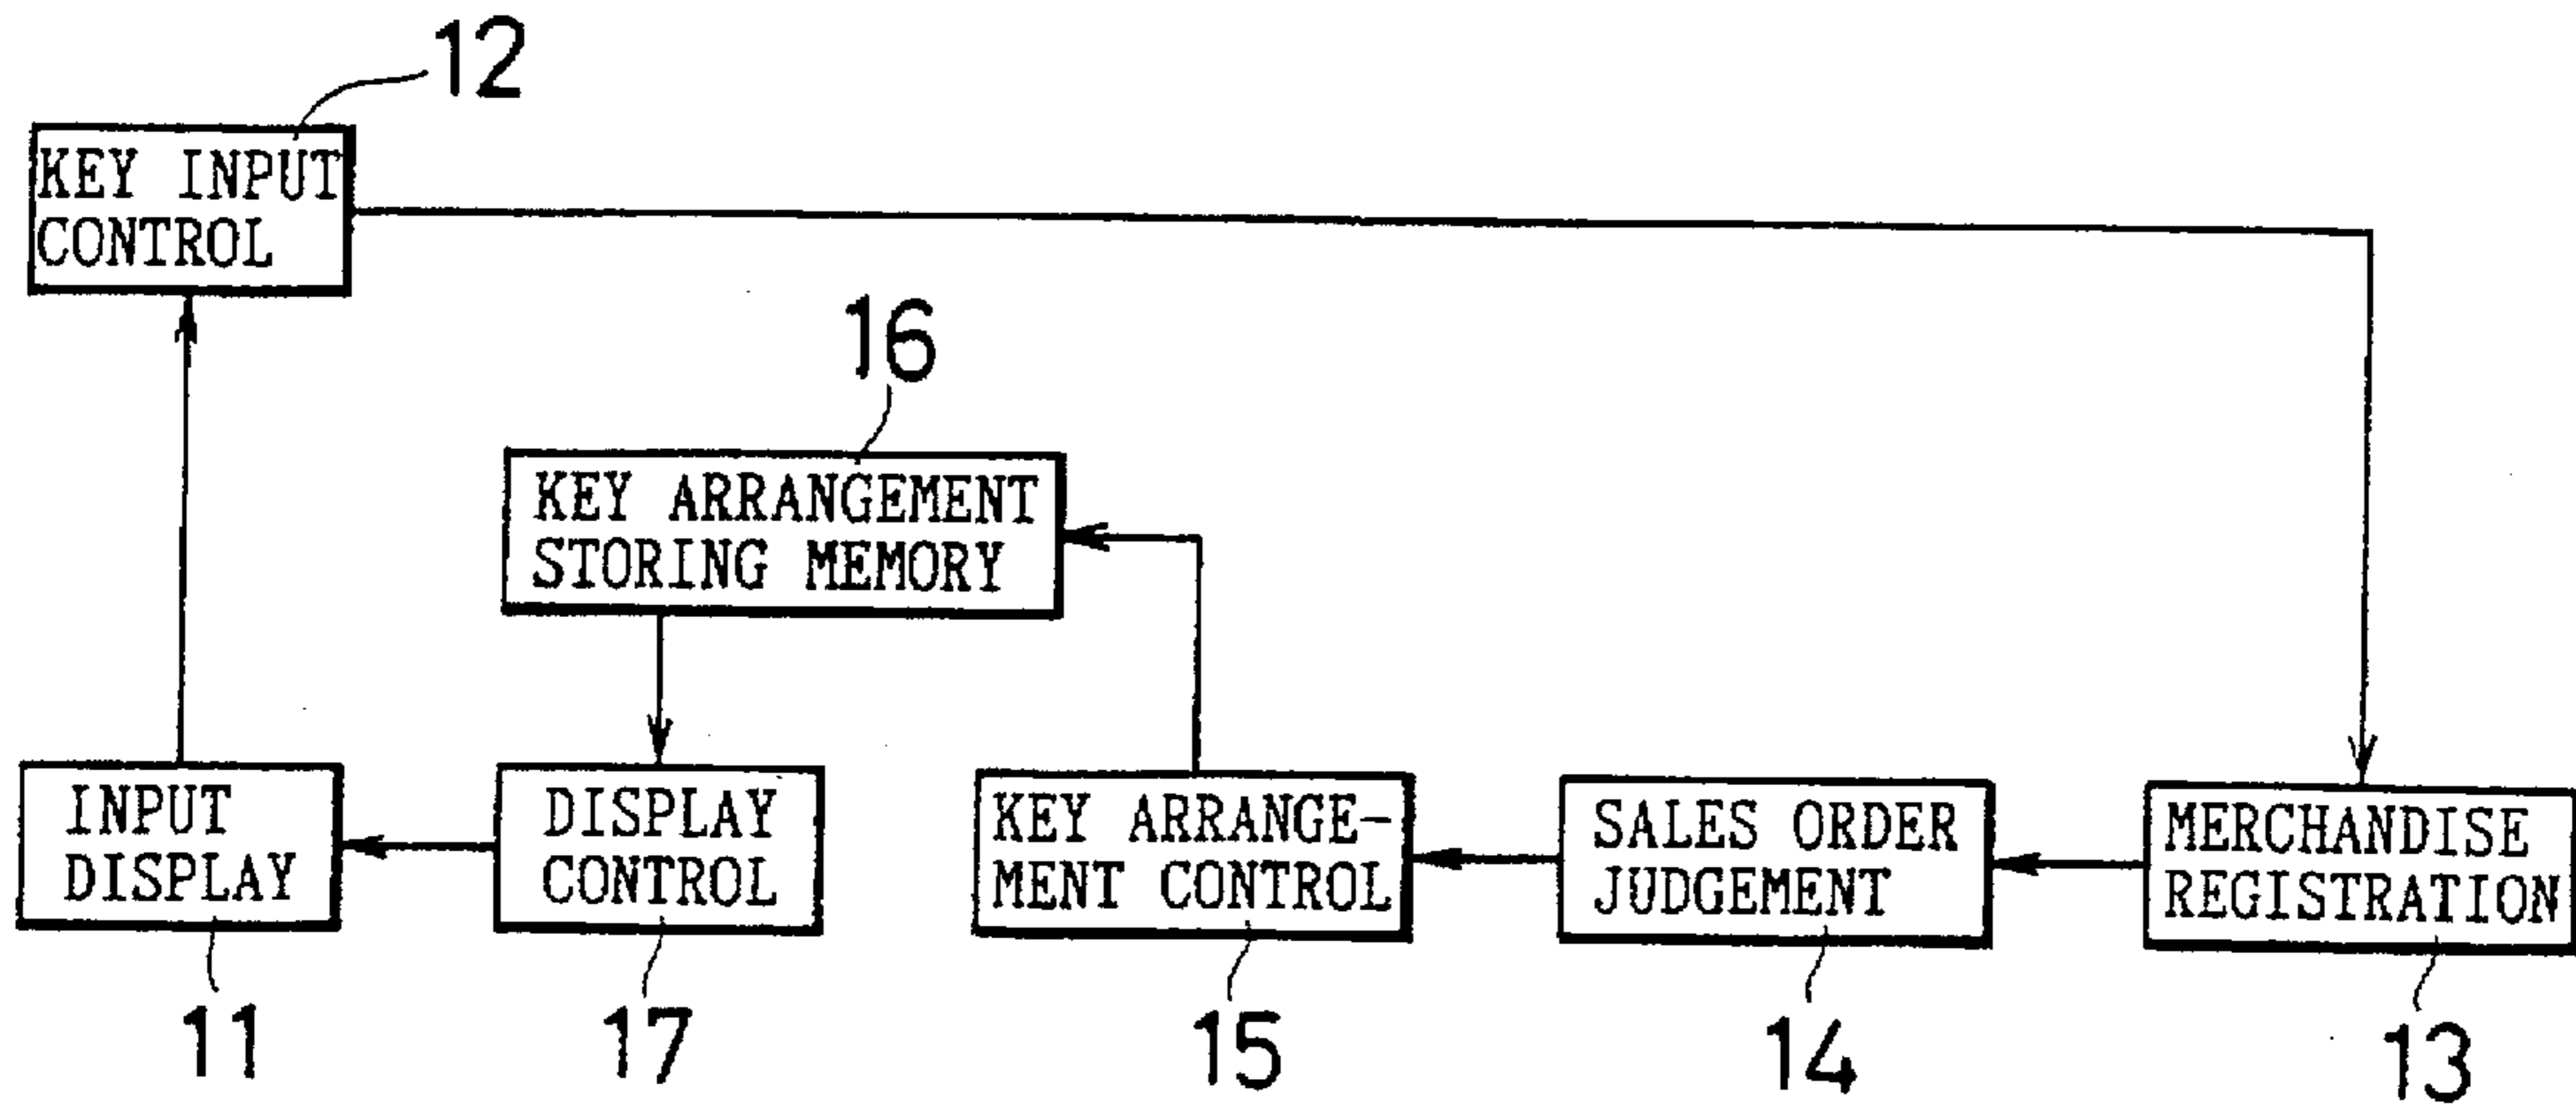 12
KEY INPUT
CONTROL
16
KEY ARRANGEMENT
STORING MEMORY
INPUT
DISPLAY
DISPLAY
CONTROL
KEY ARRANGE-
MENT CONTROL
SALES ORDER
JUDGEMENT
MERCHANDISE
REGISTRATION
11
17
15
14
13